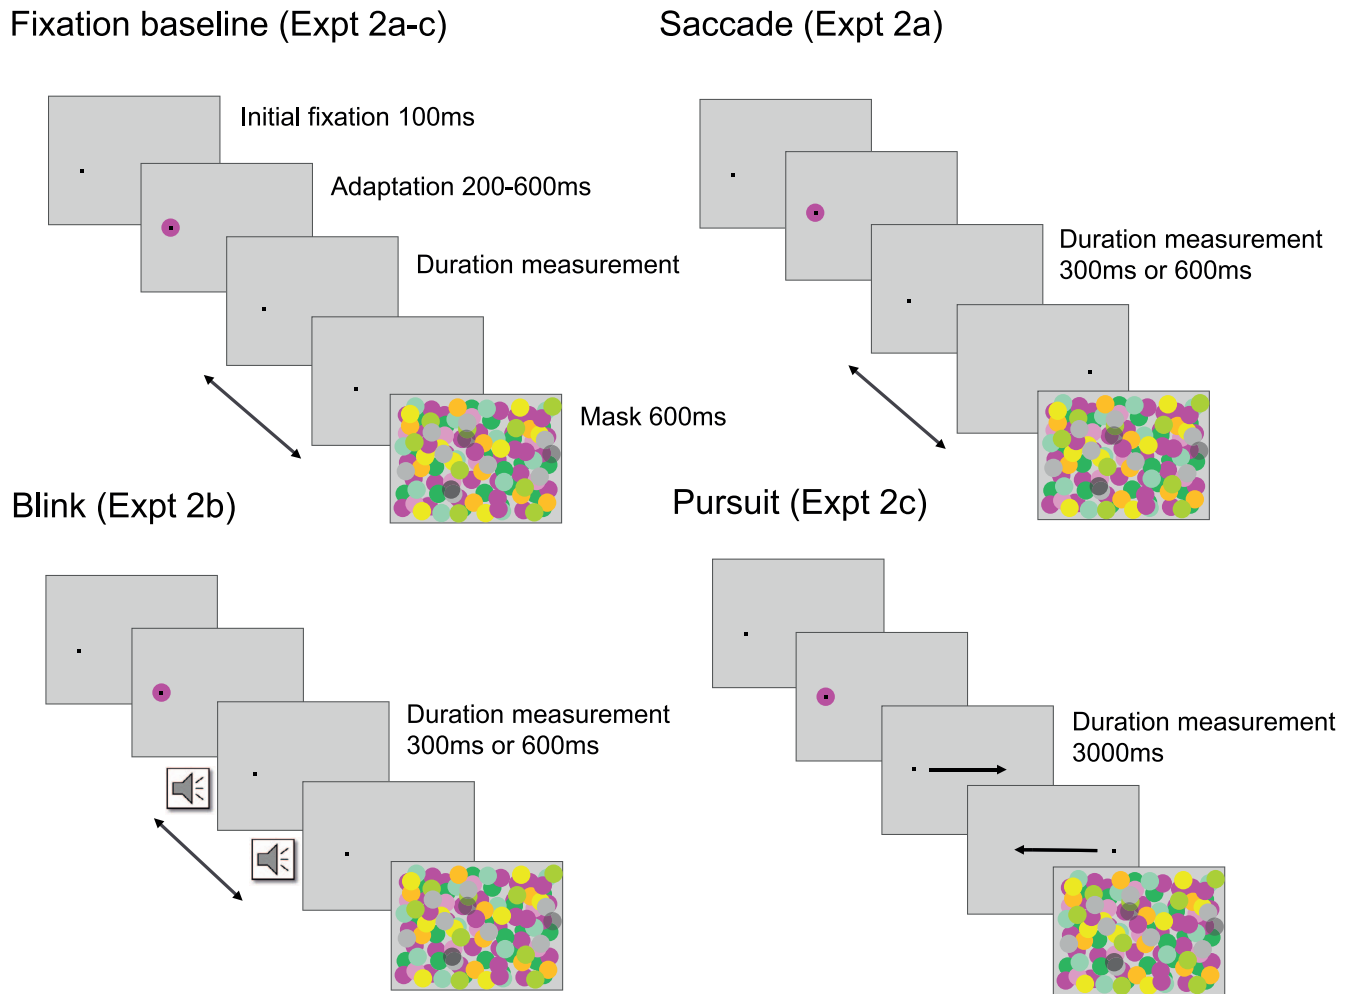 Fixation baseline (Expt 2a-c)
Initial fixation 100ms
Adaptation 200-600ms
Duration measurement
Mask 600ms
Saccade (Expt 2a)
Duration measurement
300ms or 600ms
Blink (Expt 2b)
Duration measurement
300ms or 600ms
Pursuit (Expt 2c)
Duration measurement
3000ms